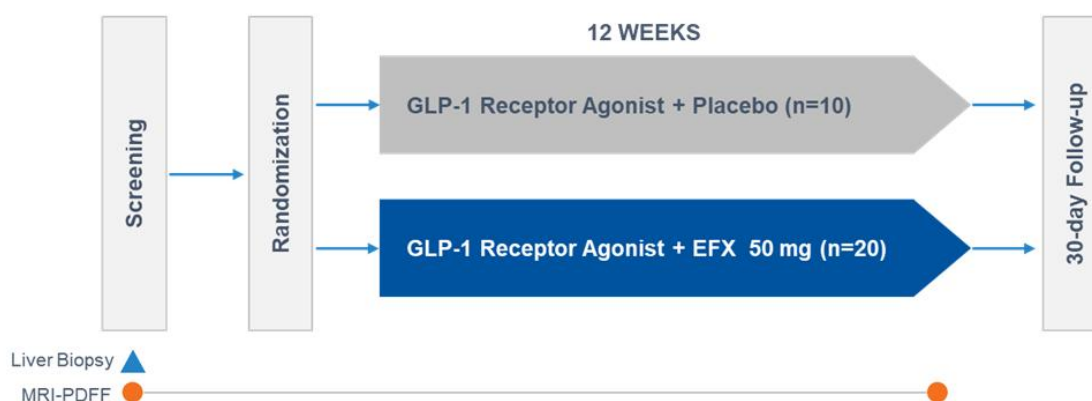 12 WEEKS
Screening
Randomization
GLP-1 Receptor Agonist + Placebo (n=10)
GLP-1 Receptor Agonist + EFX 50 mg (n=20)
30-day Follow-up
Liver Biopsy
MRI-PDFF